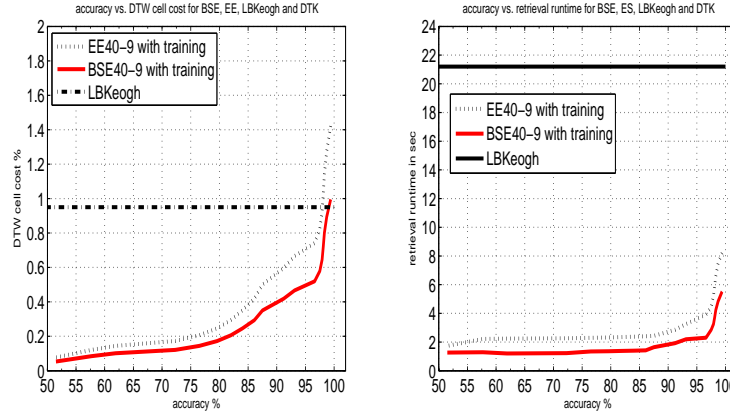 accuracy vs. DTW cell cost for BSE, EE, LBKeogh and DTK
2
1.8
1.6
1.4
1.2
1
0.8
0.6
0.4
0.2
0
DTW cell cost %
EE40-9 with training
BSE40-9 with training
LBKeogh
50 55 60 65 70 75 80 85 90 95 100
accuracy %
accuracy vs. retrieval runtime for BSE, ES, LBKeogh and DTK
24
22
20
18
16
14
12
10
8
6
4
2
0
retrieval runtime in sec
EE40-9 with training
BSE40-9 with training
LBKeogh
50 55 60 65 70 75 80 85 90 95 100
accuracy %